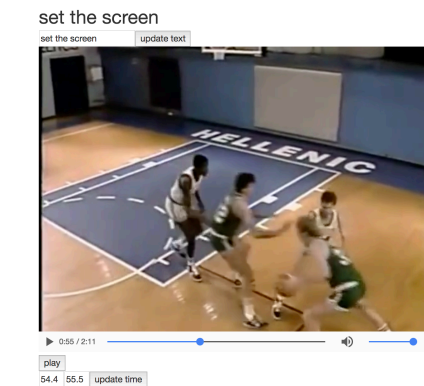 set the screen
set the screen update text
HELLENIC
0:55 / 2:11
play
54.4 55.5 update time